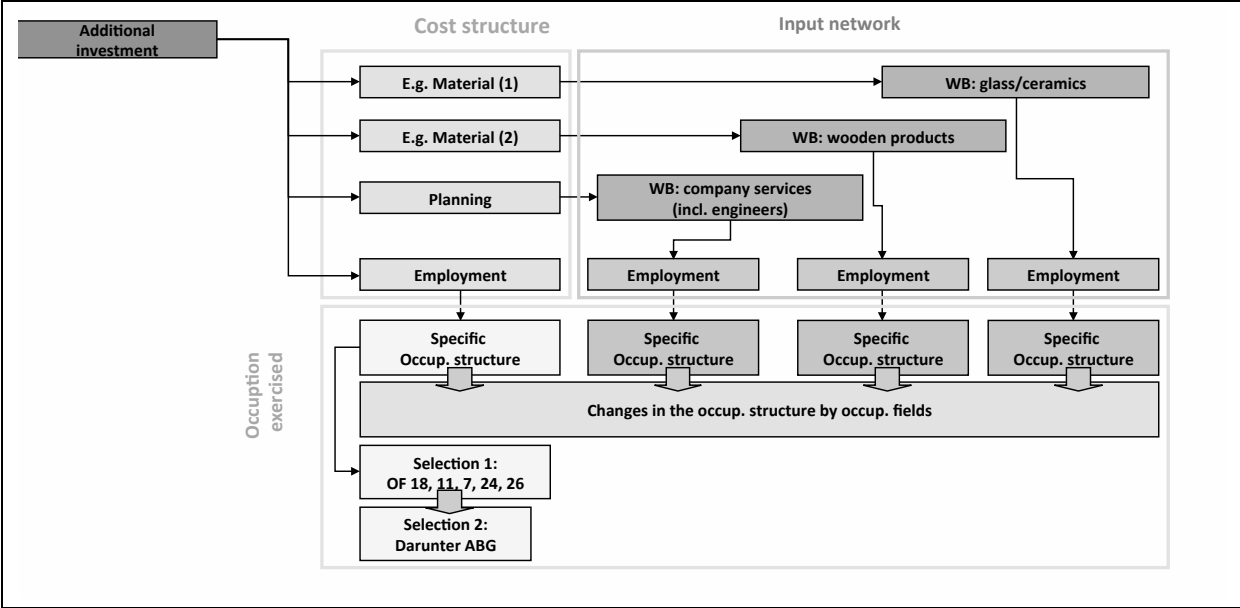 Additional
investment
Cost structure
Input network
E.g. Material (1)
WB: glass/ceramics
E.g. Material (2)
WB: wooden products
Planning
WB: company services
(incl. engineers)
Employment
Employment
Employment
Employment
Occuption
exercised
Specific
Occup. structure
Specific
Occup. structure
Specific
Occup. structure
Specific
Occup. structure
Changes in the occup. structure by occup. fields
Selection 1:
OF 18, 11, 7, 24, 26
Selection 2:
Darunter ABG